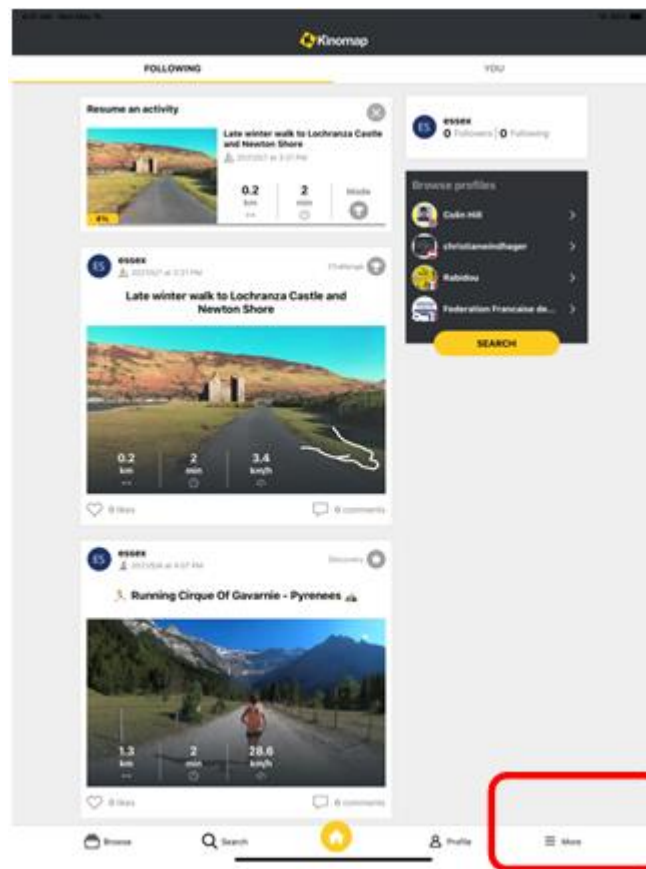 Kinomap
FOLLOWING
YOU
Resume an activity
Late winter walk to Lochranza Castle
and Newton Shore
0.2
km
2
min
Mode
6%
essex
Challenge
Late winter walk to Lochranza Castle and
Newton Shore
0.2
km
2
min
3.4
km/h
0 likes
0 comments
essex
Discovery
Running Cirque Of Gavarnie - Pyrenees
1.3
km
2
min
28.6
km/h
0 likes
0 comments
ES
essex
0 Followers | 0 Following
Browse profiles
Colin Hill
christianeindhager
Rabidou
Federation Francaise de...
SEARCH
Browse
Search
Profile
More